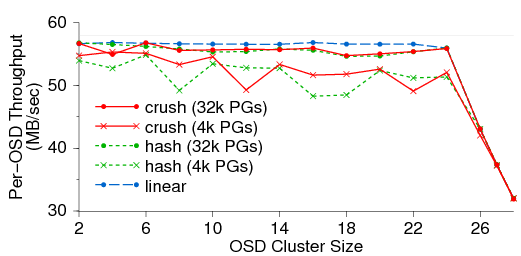 60
50
40
30
Per−OSD Throughput
(MB/sec)
crush (32k PGs)
crush (4k PGs)
hash (32k PGs)
hash (4k PGs)
linear
2 6 10 14 18 22 26
OSD Cluster Size